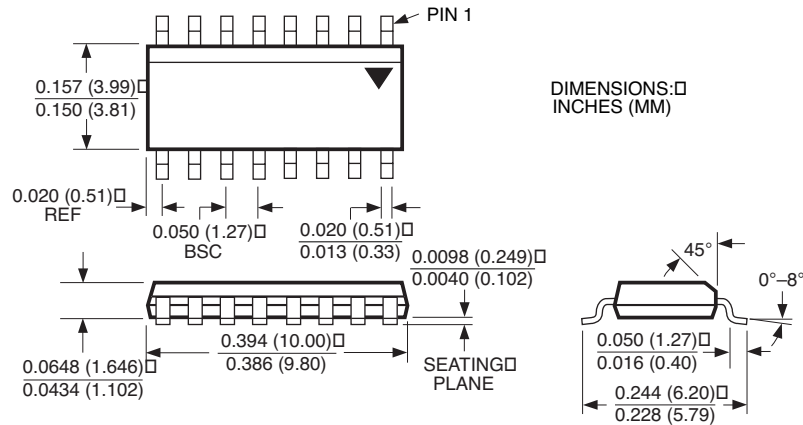 PIN 1
0.157 (3.99)
0.150 (3.81)
DIMENSIONS:
INCHES (MM)
0.020 (0.51)
REF
0.050 (1.27)
BSC
0.020 (0.51)
0.013 (0.33)
0.0098 (0.249)
0.0040 (0.102)
45°
0°–8°
0.0648 (1.646)
0.0434 (1.102)
0.394 (10.00)
0.386 (9.80)
SEATING
PLANE
0.050 (1.27)
0.016 (0.40)
0.244 (6.20)
0.228 (5.79)